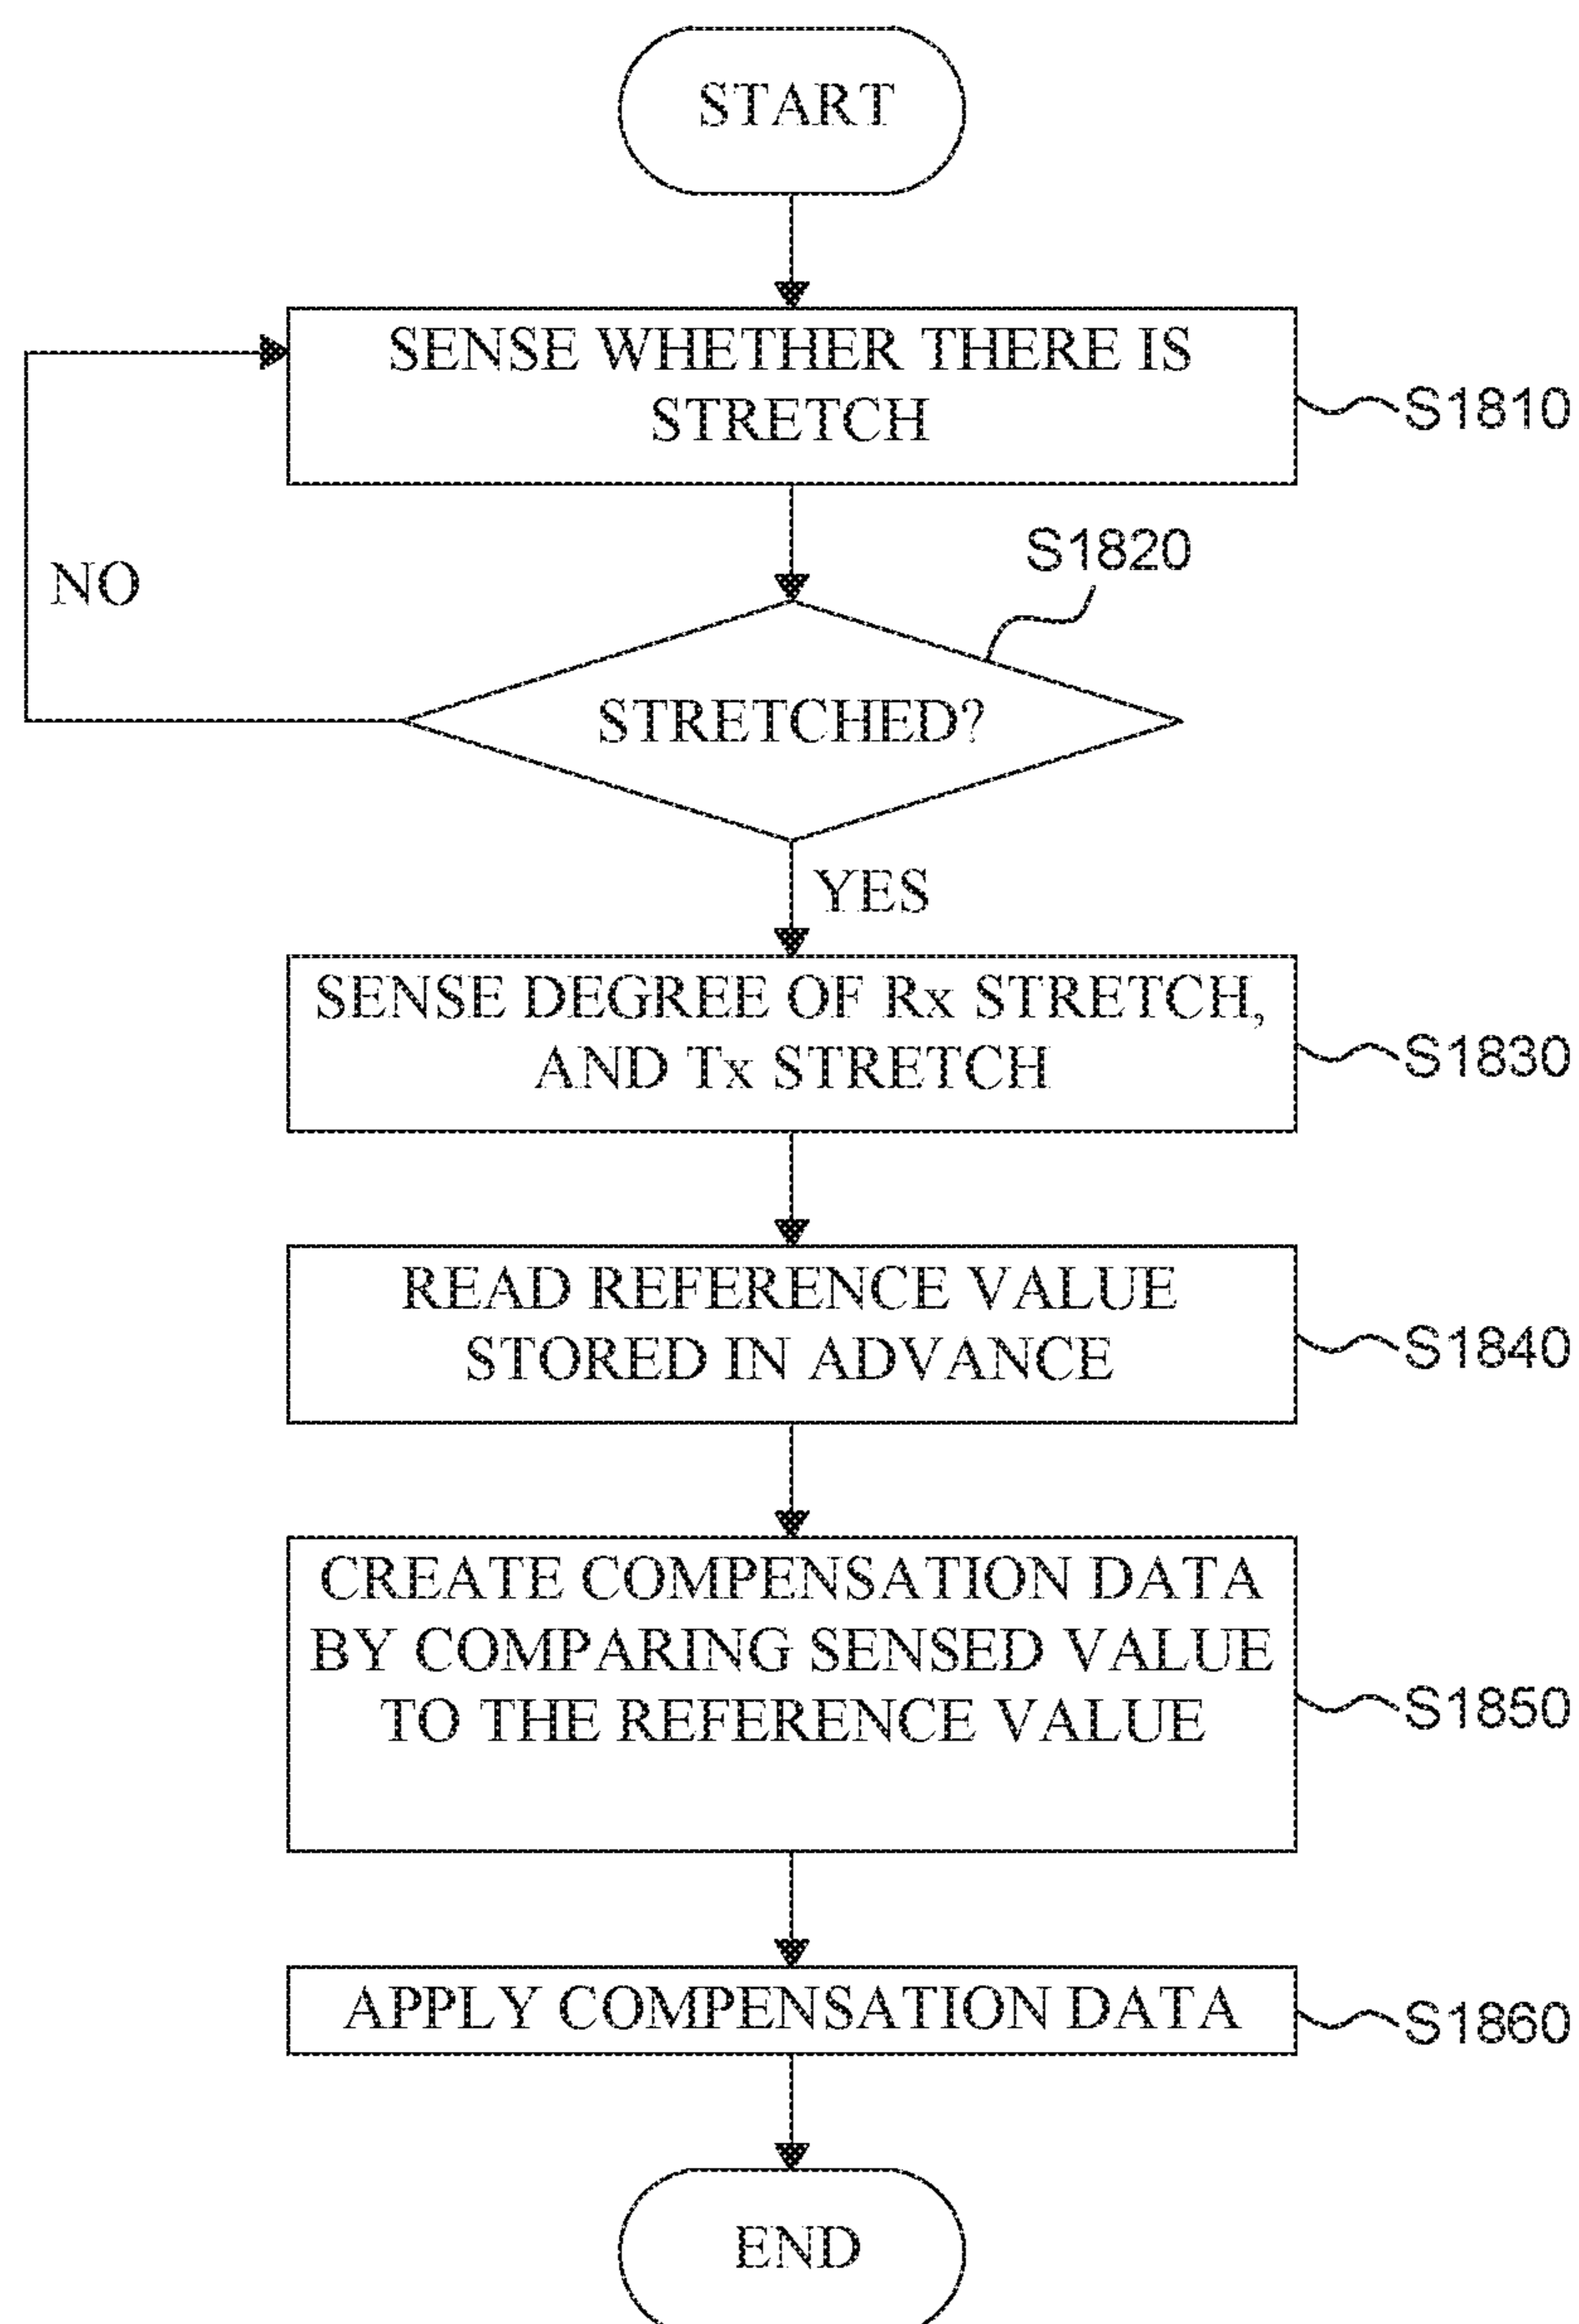 START
SENSE WHETHER THERE IS
STRETCH
S1810
S1820
NO
STRETCHED?
YES
SENSE DEGREE OF Rx STRETCH,
AND Tx STRETCH
S1830
READ REFERENCE VALUE
STORED IN ADVANCE
S1840
CREATE COMPENSATION DATA
BY COMPARING SENSED VALUE
TO THE REFERENCE VALUE
S1850
APPLY COMPENSATION DATA
S1860
END